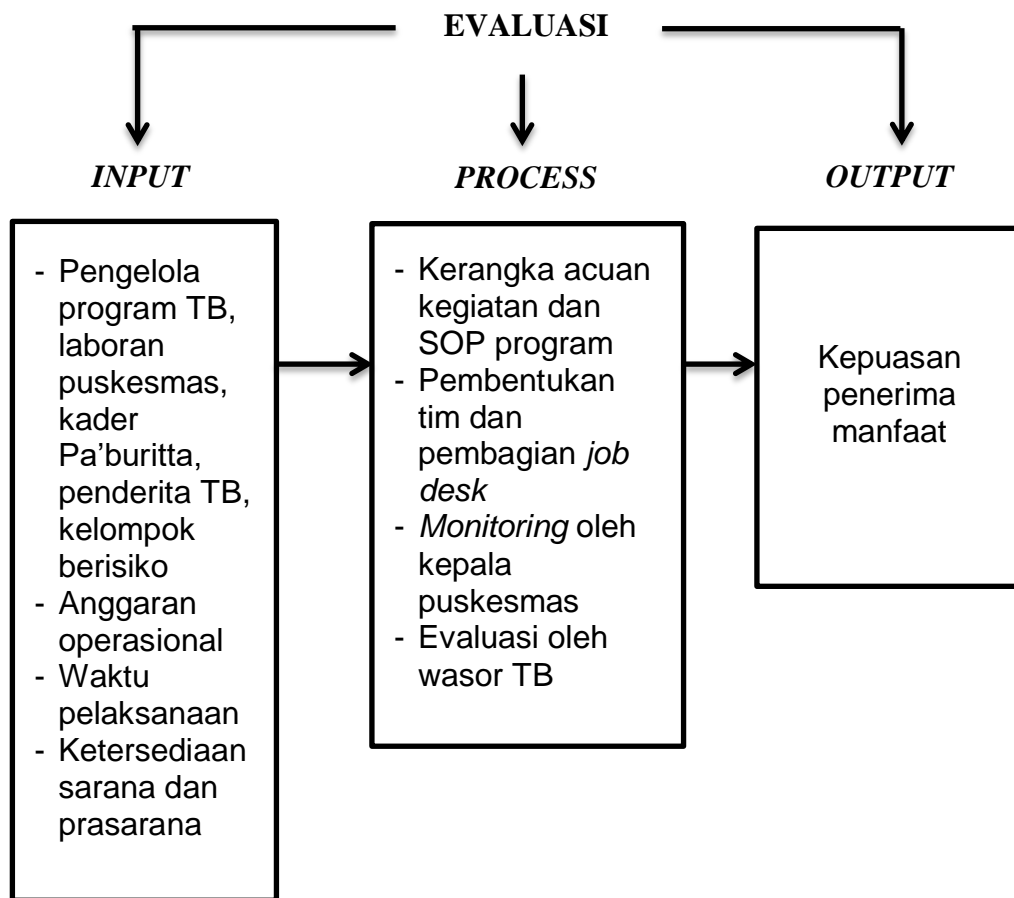 EVALUASI
INPUT
PROCESS
OUTPUT
- Pengelola
program TB,
laboran
puskesmas,
kader
Pa’buritta,
penderita TB,
kelompok
berisiko
- Anggaran
operasional
- Waktu
pelaksanaan
- Ketersediaan
sarana dan
prasarana
- Kerangka acuan
kegiatan dan
SOP program
- Pembentukan
tim dan
pembagian job
desk
- Monitoring oleh
kepala
puskesmas
- Evaluasi oleh
wasor TB
Kepuasan
penerima
manfaat